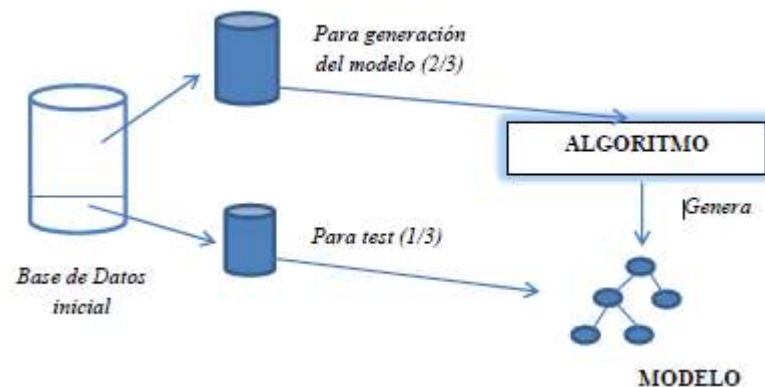 Para generación
del modelo (2/3)
ALGORITMO
Genera
Para test (1/3)
Base de Datos
inicial
MODELO